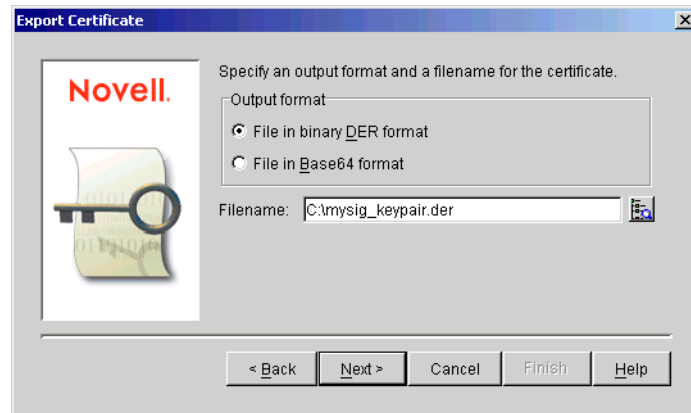 Export Certificate
Novell.
Specify an output format and a filename for the certificate.
Output format
File in binary DER format
File in Base64 format
Filename: C:\mysig_keypair.der
< Back Next > Cancel Finish Help